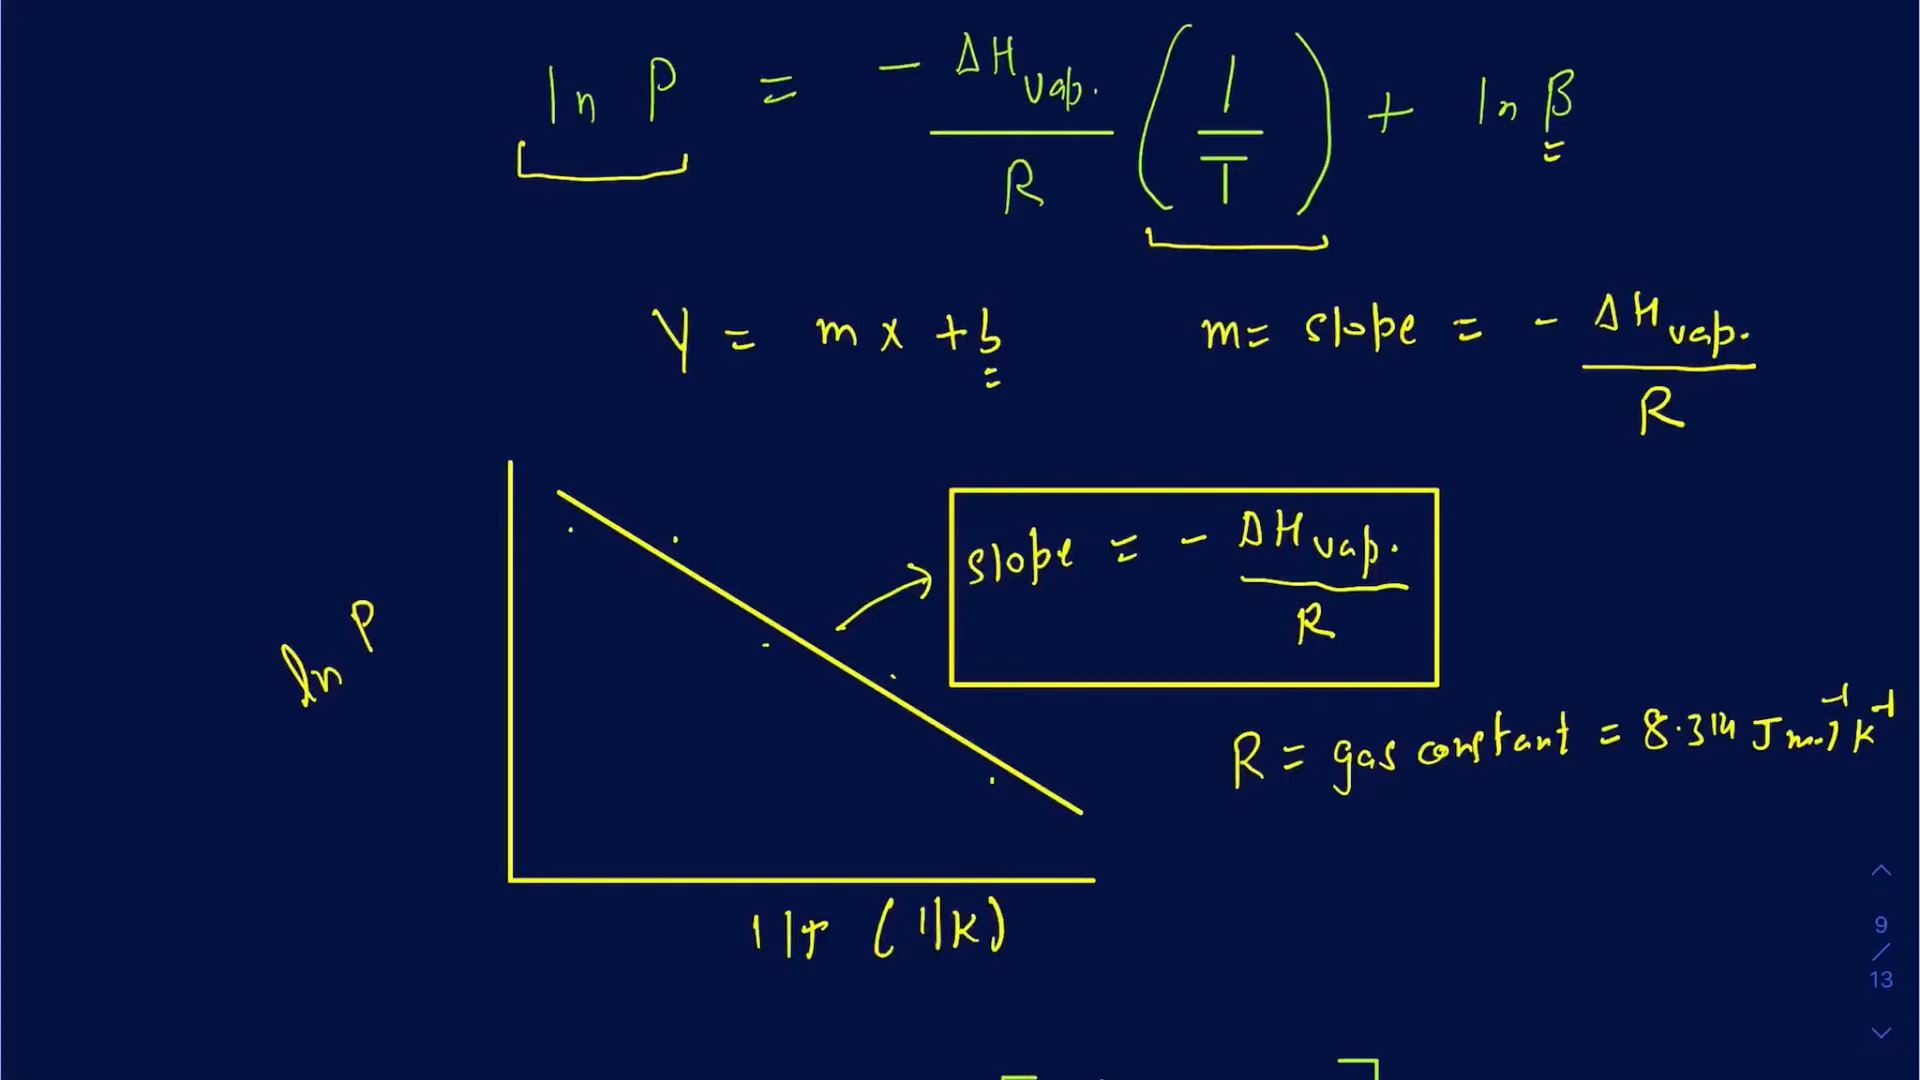 ln P = - ΔHvap. / R (1/T) + ln β
Y = mx + b
m = slope = - ΔHvap. / R
slope = - ΔHvap. / R
ln P
R = gas constant = 8.314 J mol⁻¹ K⁻¹
1/T (1/K)
9
/
13